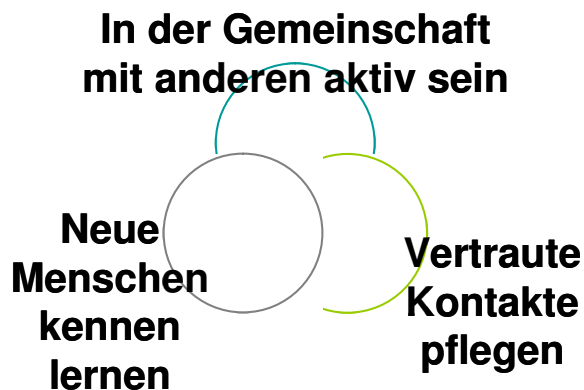 In der Gemeinschaft
mit anderen aktiv sein
Neue
Menschen
kennen
lernen
Vertraute
Kontakte
pflegen